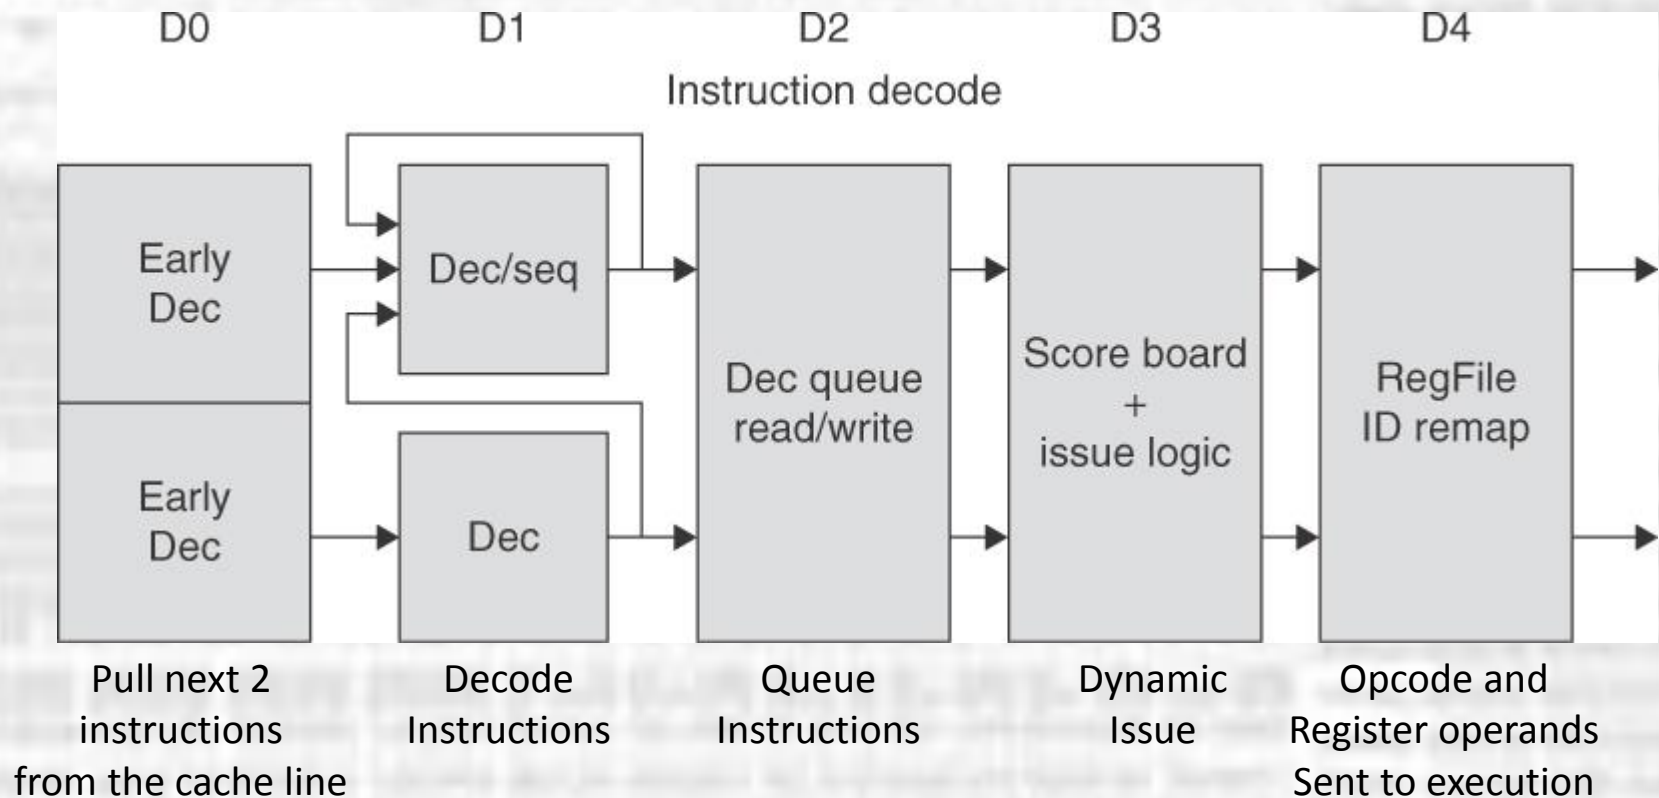 D0
D1
D2
D3
D4
Instruction decode
Early
Dec
Early
Dec
Dec/seq
Dec
Dec queue
read/write
Score board
+
issue logic
RegFile
ID remap
Pull next 2
instructions
from the cache line
Decode
Instructions
Queue
Instructions
Dynamic
Issue
Opcode and
Register operands
Sent to execution